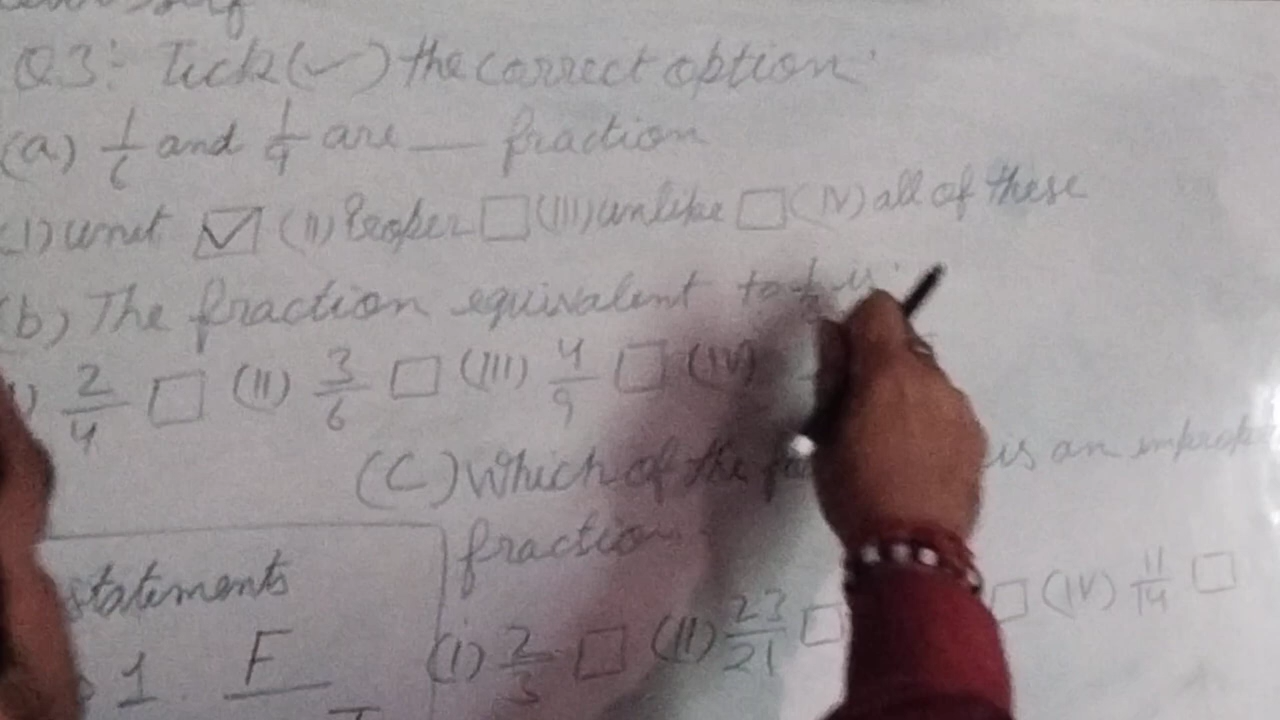 Q3: Tick (✓) the correct option
(a) 1/6 and 1/9 are __ fraction
(I) unit ☑ (II) Proper ☐ (III) unlike ☐ (IV) all of these
(b) The fraction equivalent to is
2/4 ☐ (II) 3/6 ☐ (III) 4/9 ☐ (IV)
(C) Which of the is an
fraction
statements
(i) 2/3 ☐ (II) 23/21 ☐ ☐ (IV) 11/14 ☐
1. F